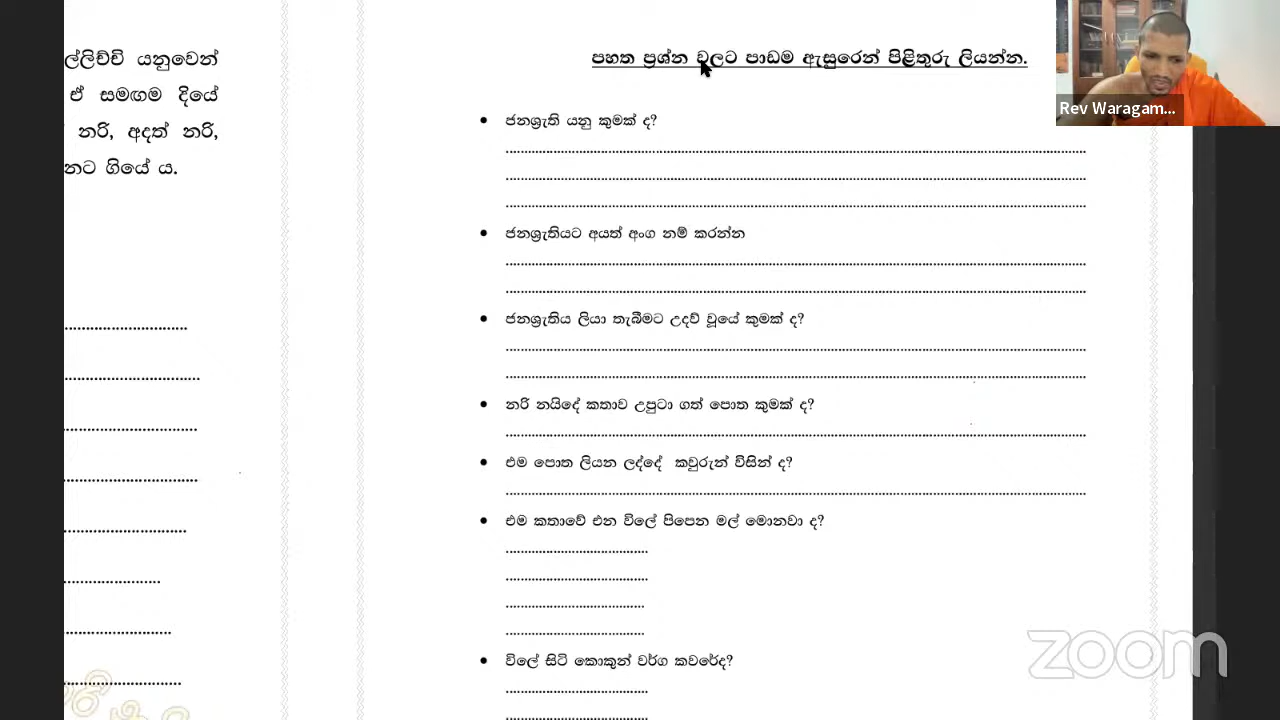 ල්ලිච්චි යනුවෙන්
ඒ සමඟම දියේ
නරි, අදත් නරි,
නට ගියේ ය.
පහත ප්‍රශ්න වලට පාඩම ඇසුරෙන් පිළිතුරු ලියන්න.
• ජනශ්‍රැති යනු කුමක් ද?
• ජනශ්‍රැතියට අයත් අංග නම් කරන්න
• ජනශ්‍රැතිය ලියා තැබීමට උදව් වූයේ කුමක් ද?
• නරි නයිදේ කතාව උපුටා ගත් පොත කුමක් ද?
• එම පොත ලියන ලද්දේ කවුරුන් විසින් ද?
• එම කතාවේ එන විලේ පිපෙන මල් මොනවා ද?
• විලේ සිටි කොකුන් වර්ග කවරේද?
Rev Waragam...
zoom